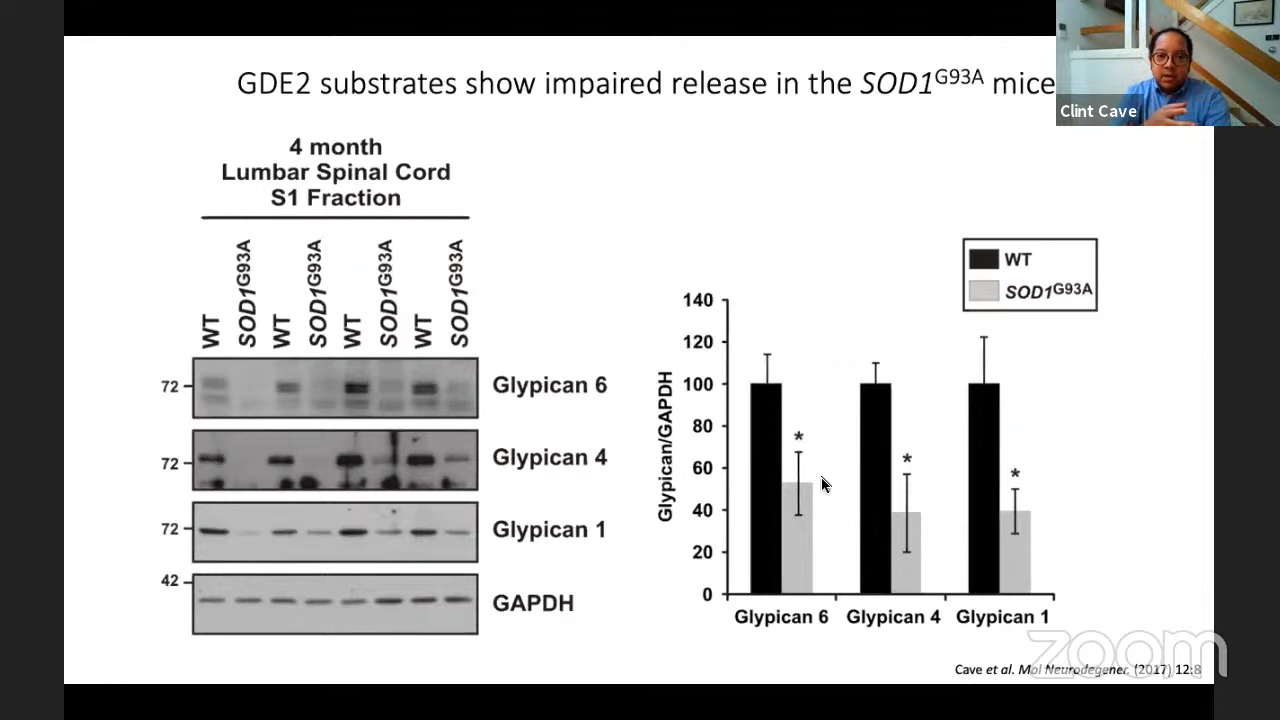 GDE2 substrates show impaired release in the SOD1G93A mice
Clint Cave
4 month
Lumbar Spinal Cord
S1 Fraction
WT SOD1G93A WT SOD1G93A WT SOD1G93A WT SOD1G93A
72 Glypican 6
72 Glypican 4
72 Glypican 1
42
GAPDH
WT
SOD1G93A
Glypican/GAPDH
140
120
100
80
60
40
20
0
* * *
Glypican 6 Glypican 4 Glypican 1
zoom
Cave et al. Mol Neurodegener. (2017) 12:8